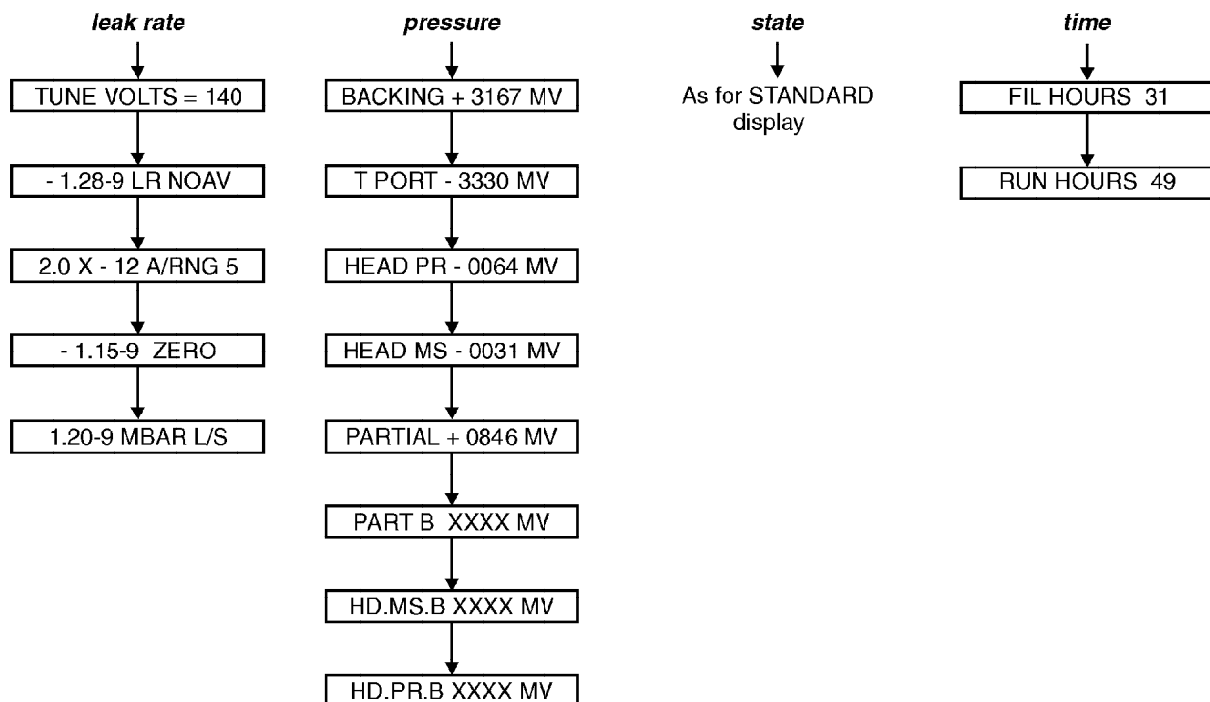 leak rate
TUNE VOLTS = 140
- 1.28-9 LR NOAV
2.0 X - 12 A/RNG 5
- 1.15-9 ZERO
1.20-9 MBAR L/S
pressure
BACKING + 3167 MV
T PORT - 3330 MV
HEAD PR - 0064 MV
HEAD MS - 0031 MV
PARTIAL + 0846 MV
PART B XXXX MV
HD.MS.B XXXX MV
HD.PR.B XXXX MV
state
As for STANDARD
display
time
FIL HOURS 31
RUN HOURS 49